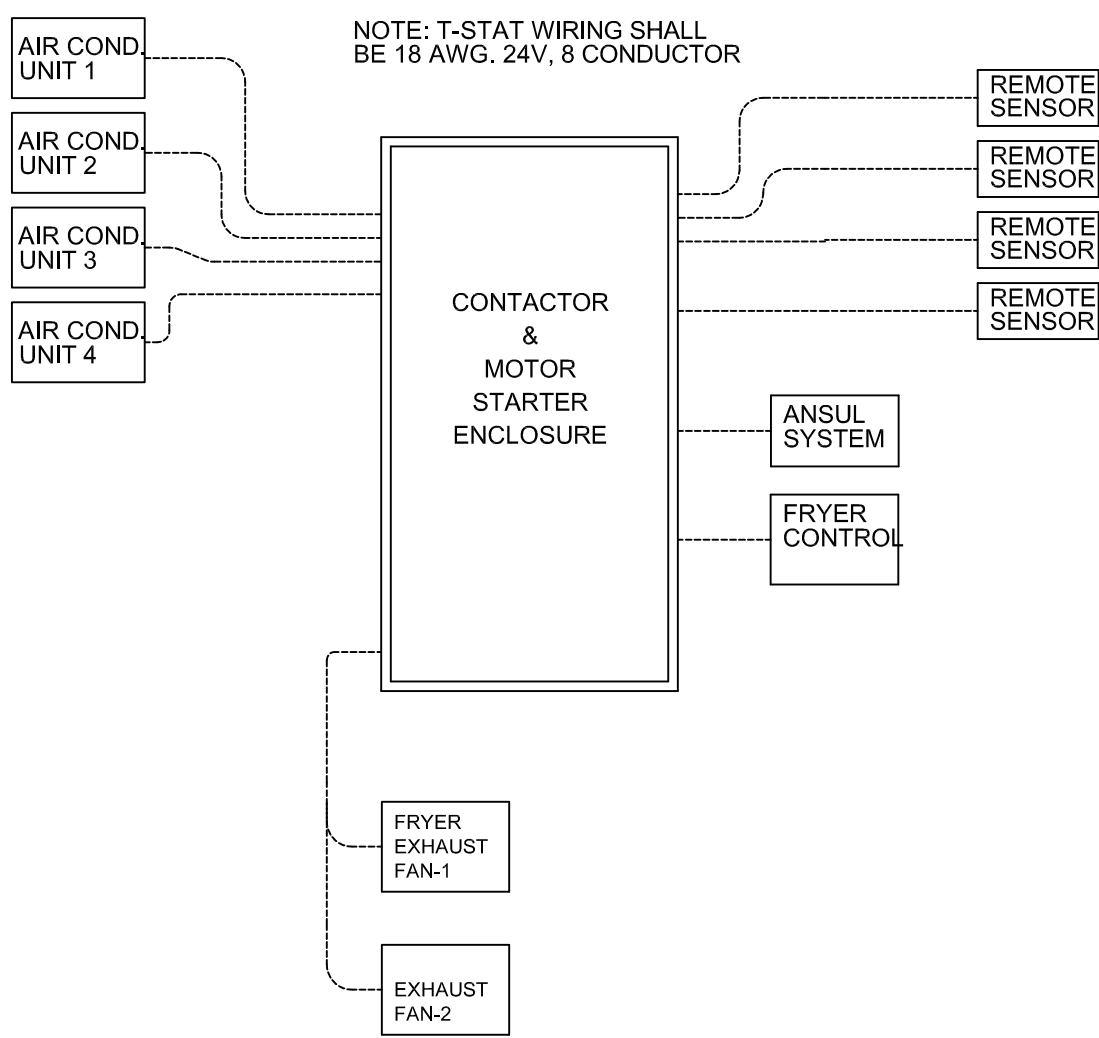 NOTE: T-STAT WIRING SHALL
BE 18 AWG. 24V, 8 CONDUCTOR
AIR COND.
UNIT 1
AIR COND.
UNIT 2
AIR COND.
UNIT 3
AIR COND.
UNIT 4
CONTACTOR
&
MOTOR
STARTER
ENCLOSURE
REMOTE
SENSOR
REMOTE
SENSOR
REMOTE
SENSOR
REMOTE
SENSOR
ANSUL
SYSTEM
FRYER
CONTROL
FRYER
EXHAUST
FAN-1
EXHAUST
FAN-2